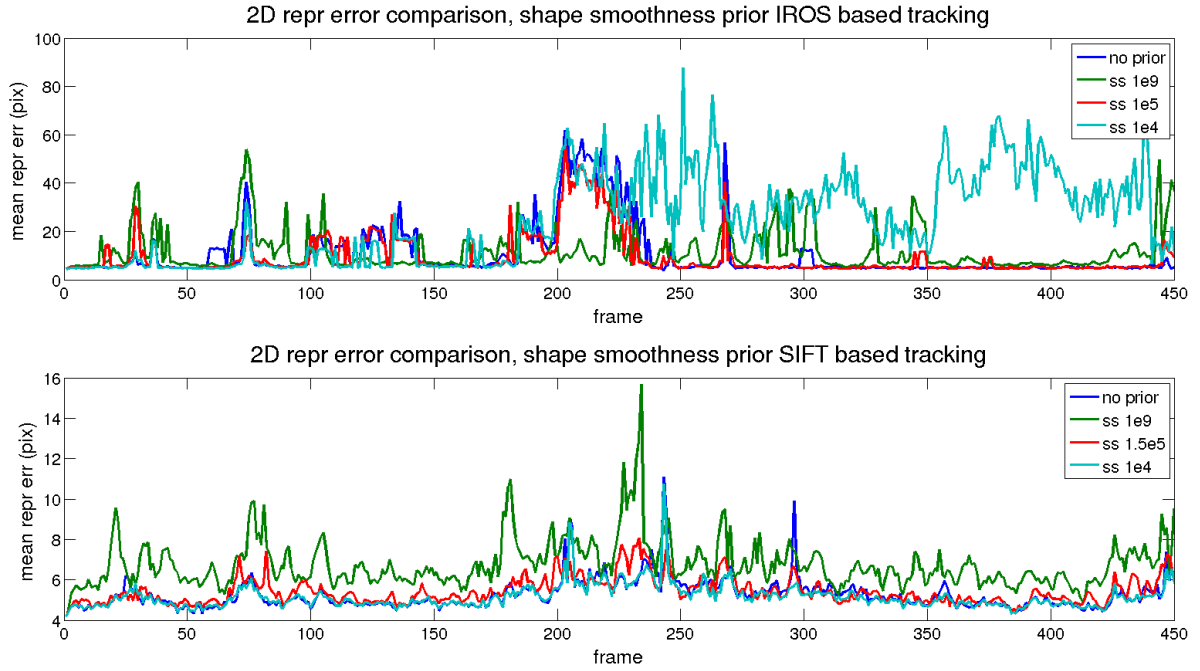 2D repr error comparison, shape smoothness prior IROS based tracking
mean repr err (pix)
100
80
60
40
20
0
0 50 100 150 200 250 300 350 400 450
frame
no prior
ss 1e9
ss 1e5
ss 1e4
2D repr error comparison, shape smoothness prior SIFT based tracking
mean repr err (pix)
16
14
12
10
8
6
4
0 50 100 150 200 250 300 350 400 450
frame
no prior
ss 1e9
ss 1.5e5
ss 1e4